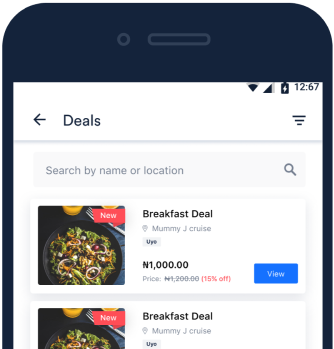 12:67
Deals
Search by name or location
New
Breakfast Deal
Mummy J cruise
Uyo
₦1,000.00
Price: ₦1,200.00 (15% off)
View
New
Breakfast Deal
Mummy J cruise
Uyo